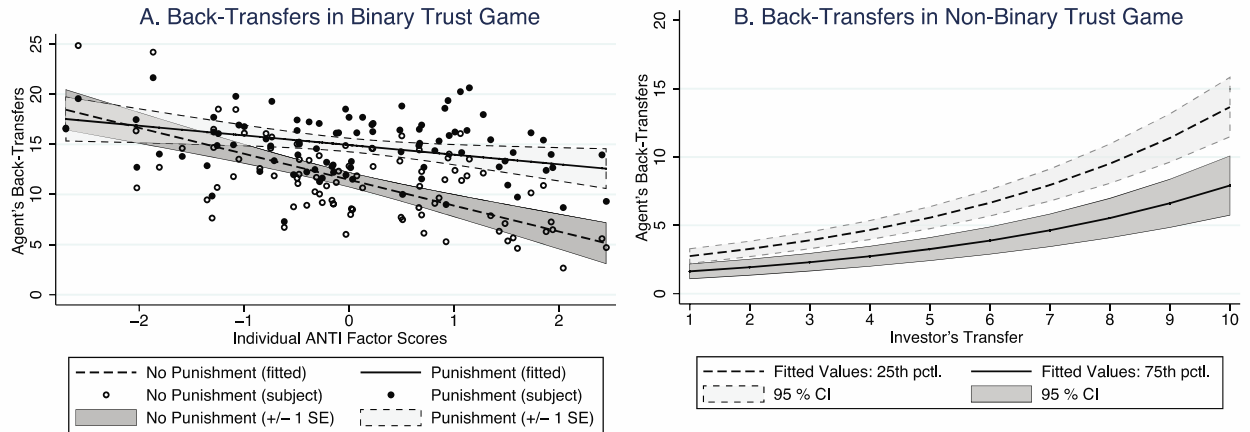 A. Back-Transfers in Binary Trust Game
Agent's Back-Transfers
25
20
15
10
5
0
−2
−1
0
1
2
Individual ANTI Factor Scores
No Punishment (fitted)
Punishment (fitted)
No Punishment (subject)
Punishment (subject)
No Punishment (+/− 1 SE)
Punishment (+/− 1 SE)
B. Back-Transfers in Non-Binary Trust Game
Agent's Back-Transfers
20
15
10
5
0
1
2
3
4
5
6
7
8
9
10
Investor's Transfer
Fitted Values: 25th pctl.
Fitted Values: 75th pctl.
95 % CI
95 % CI